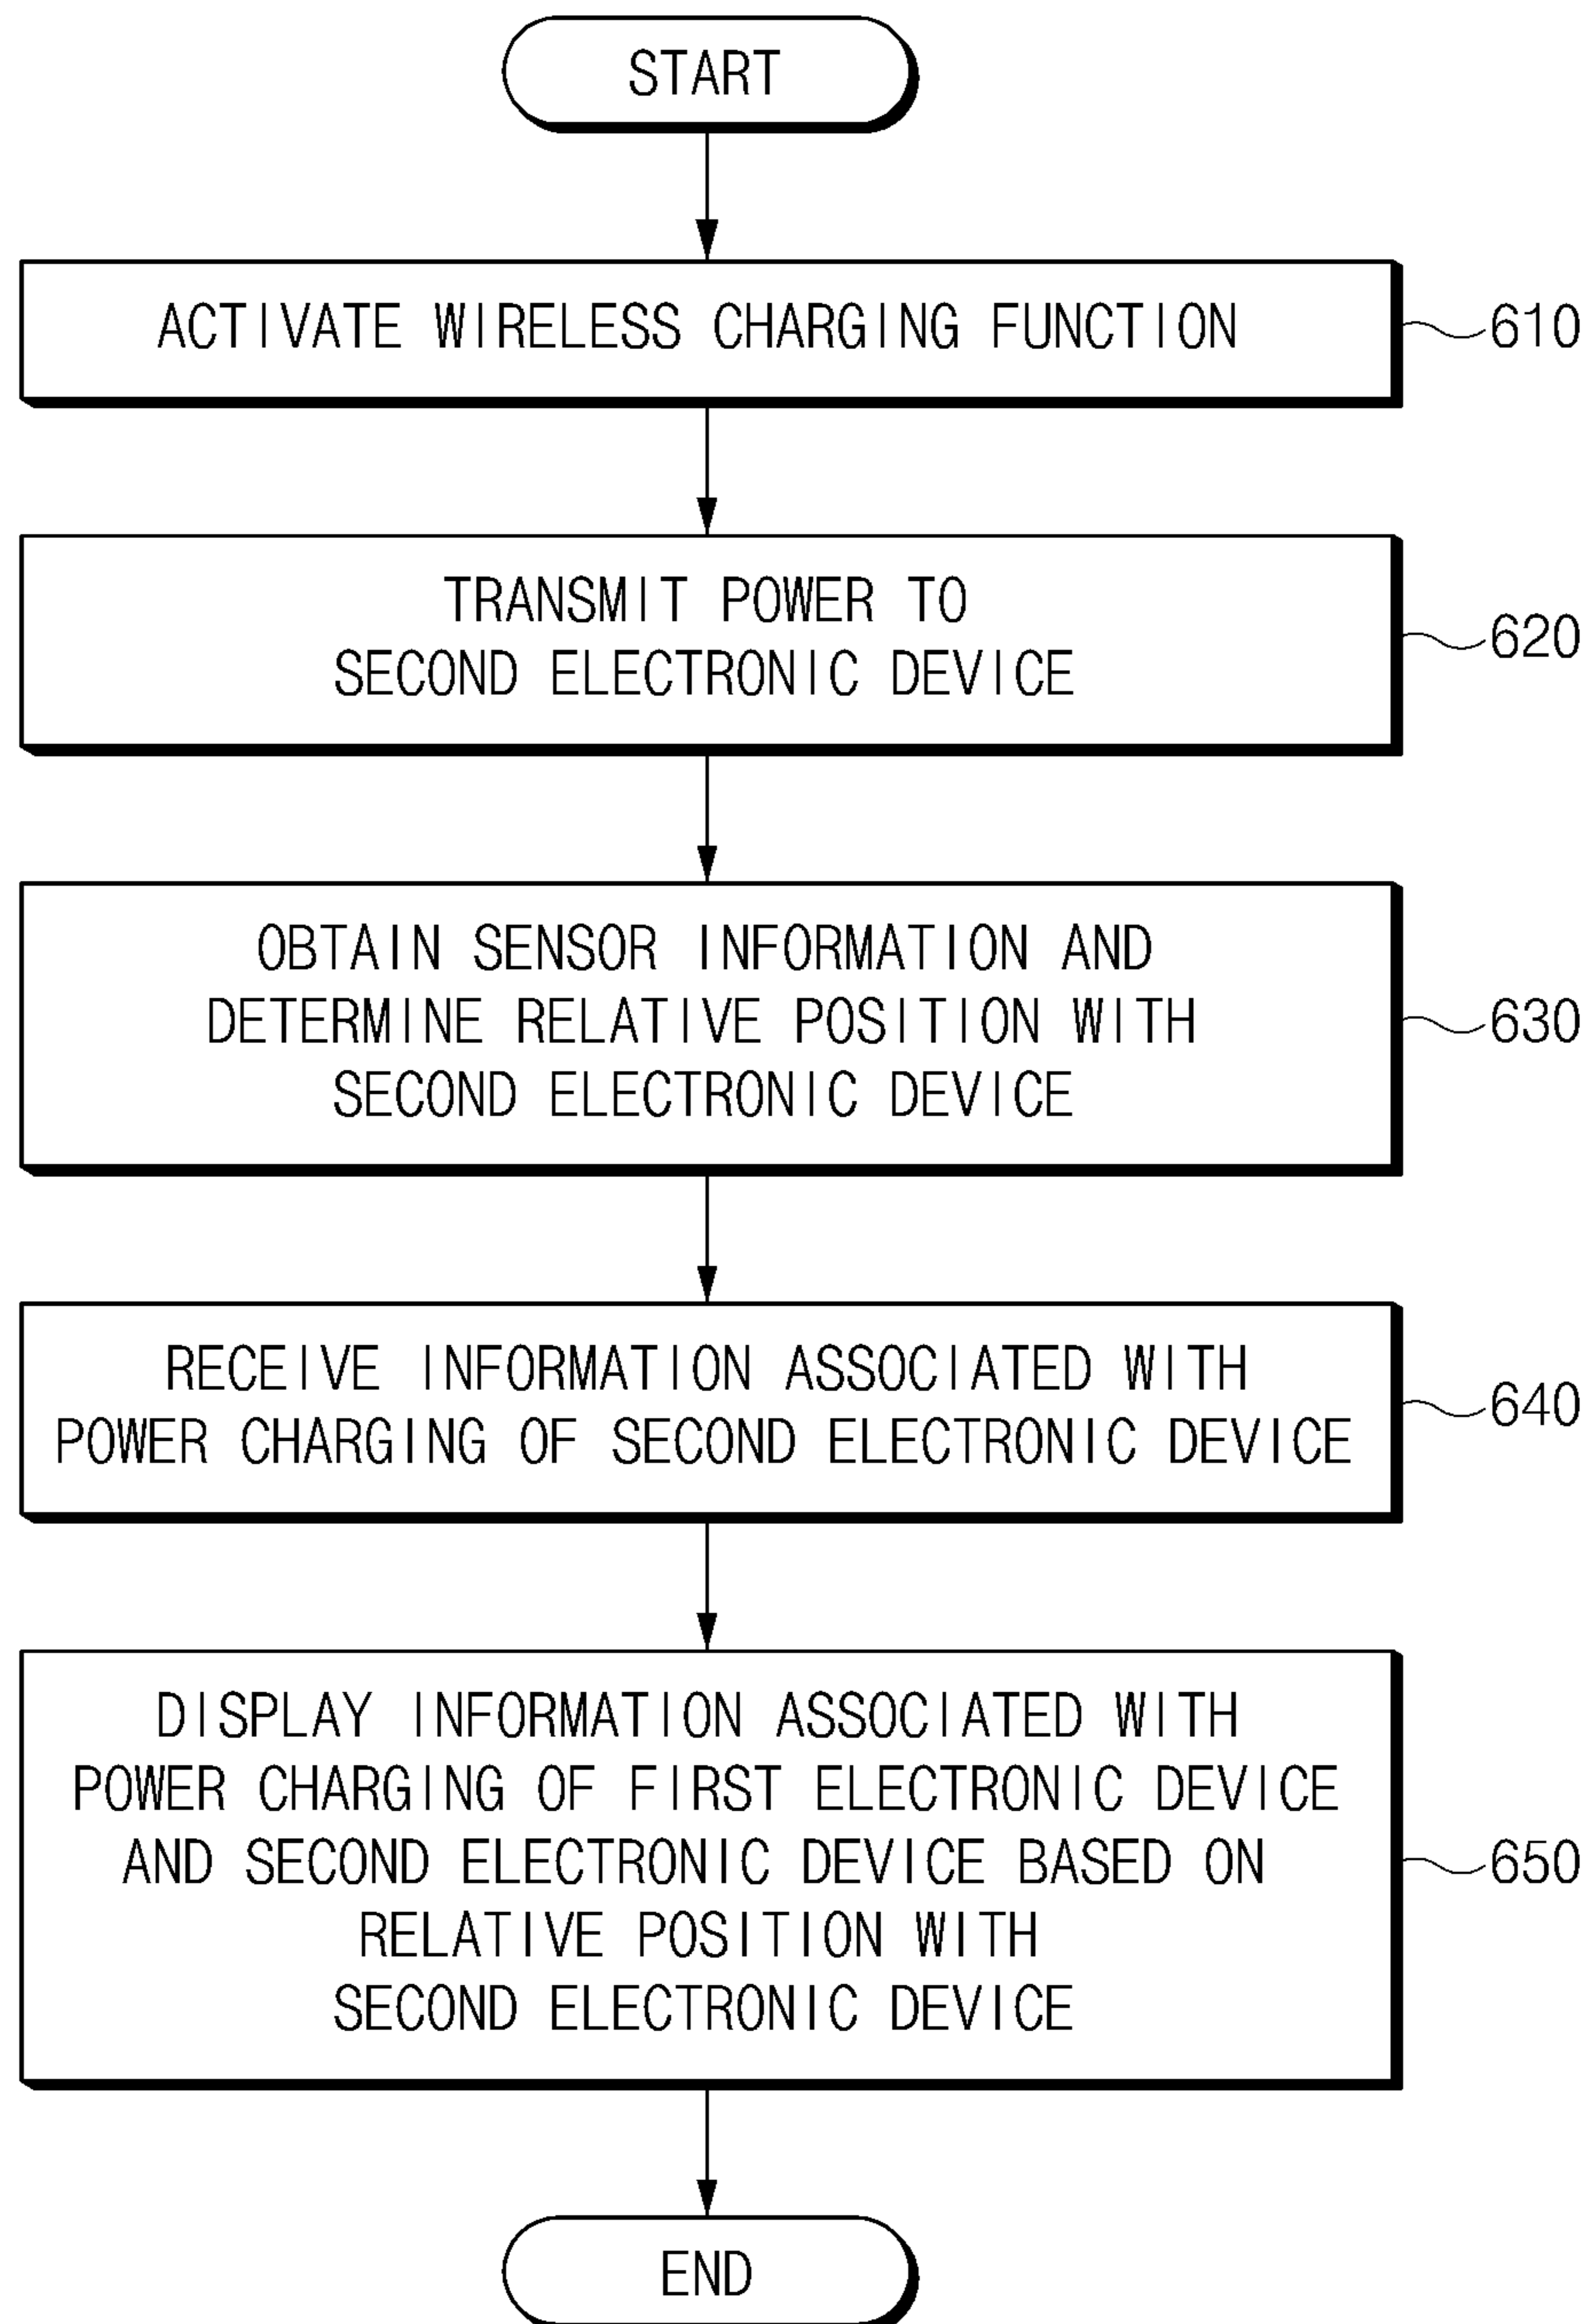 START
ACTIVATE WIRELESS CHARGING FUNCTION
610
TRANSMIT POWER TO
SECOND ELECTRONIC DEVICE
620
OBTAIN SENSOR INFORMATION AND
DETERMINE RELATIVE POSITION WITH
SECOND ELECTRONIC DEVICE
630
RECEIVE INFORMATION ASSOCIATED WITH
POWER CHARGING OF SECOND ELECTRONIC DEVICE
640
DISPLAY INFORMATION ASSOCIATED WITH
POWER CHARGING OF FIRST ELECTRONIC DEVICE
AND SECOND ELECTRONIC DEVICE BASED ON
RELATIVE POSITION WITH
SECOND ELECTRONIC DEVICE
650
END